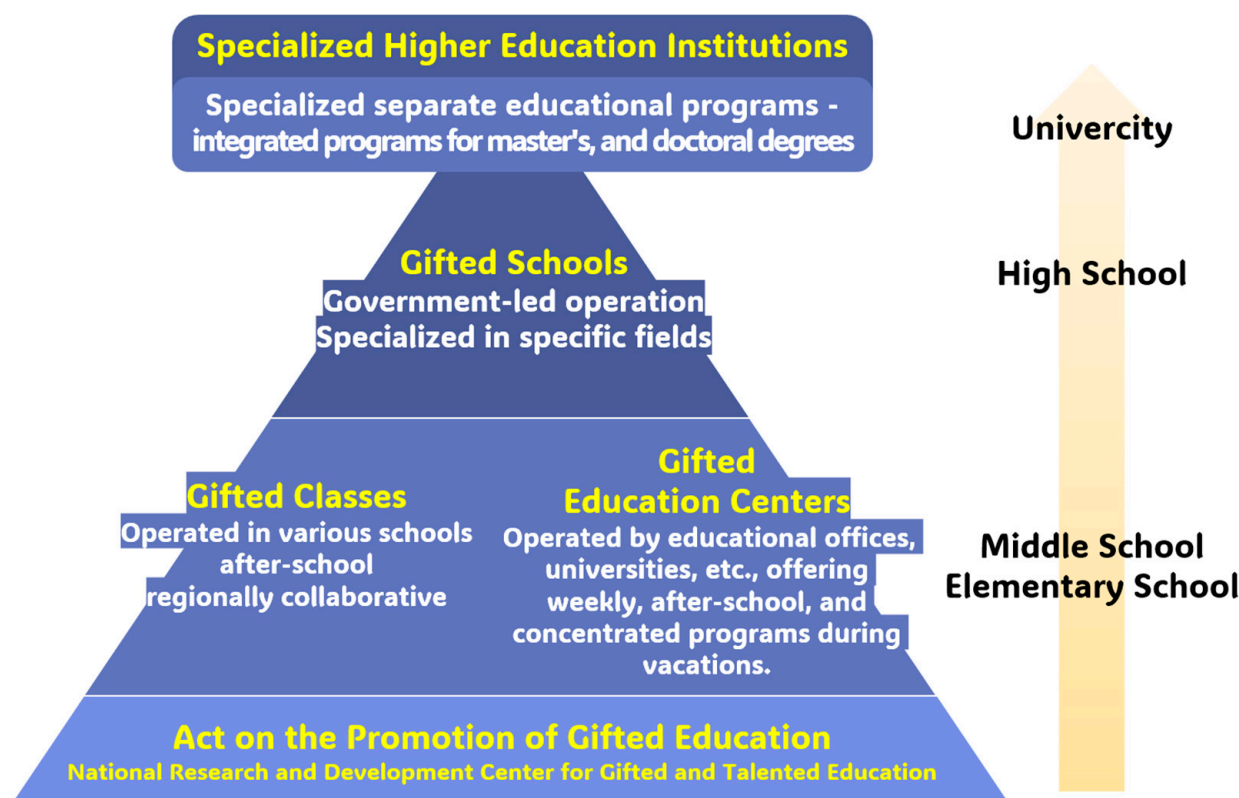 Specialized Higher Education Institutions
Specialized separate educational programs -
integrated programs for master's, and doctoral degrees
Univercity
Gifted Schools
Government-led operation
Specialized in specific fields
High School
Gifted Classes
Operated in various schools
after-school
regionally collaborative
Gifted
Education Centers
Operated by educational offices,
universities, etc., offering
weekly, after-school, and
concentrated programs during
vacations.
Middle School
Elementary School
Act on the Promotion of Gifted Education
National Research and Development Center for Gifted and Talented Education